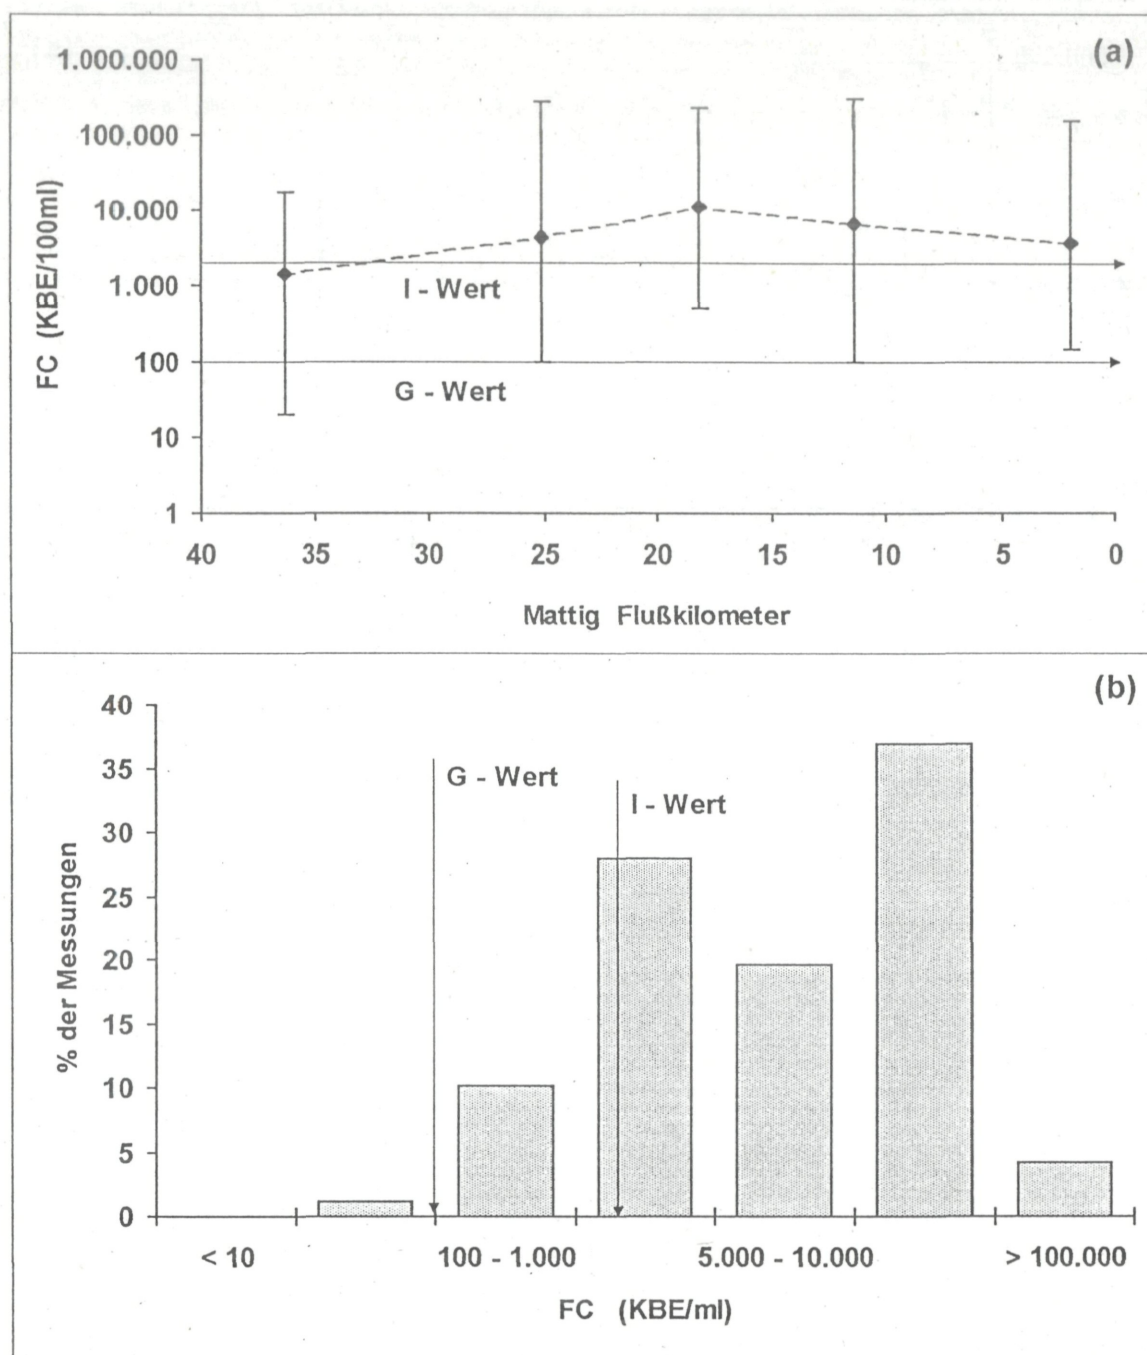 (a)
1.000.000
100.000
10.000
1.000
100
10
1
FC (KBE/100ml)
I - Wert
G - Wert
40 35 30 25 20 15 10 5 0
Mattig Flußkilometer
(b)
40
35
30
25
20
15
10
5
0
% der Messungen
G - Wert
I - Wert
< 10 100 - 1.000 5.000 - 10.000 > 100.000
FC (KBE/ml)